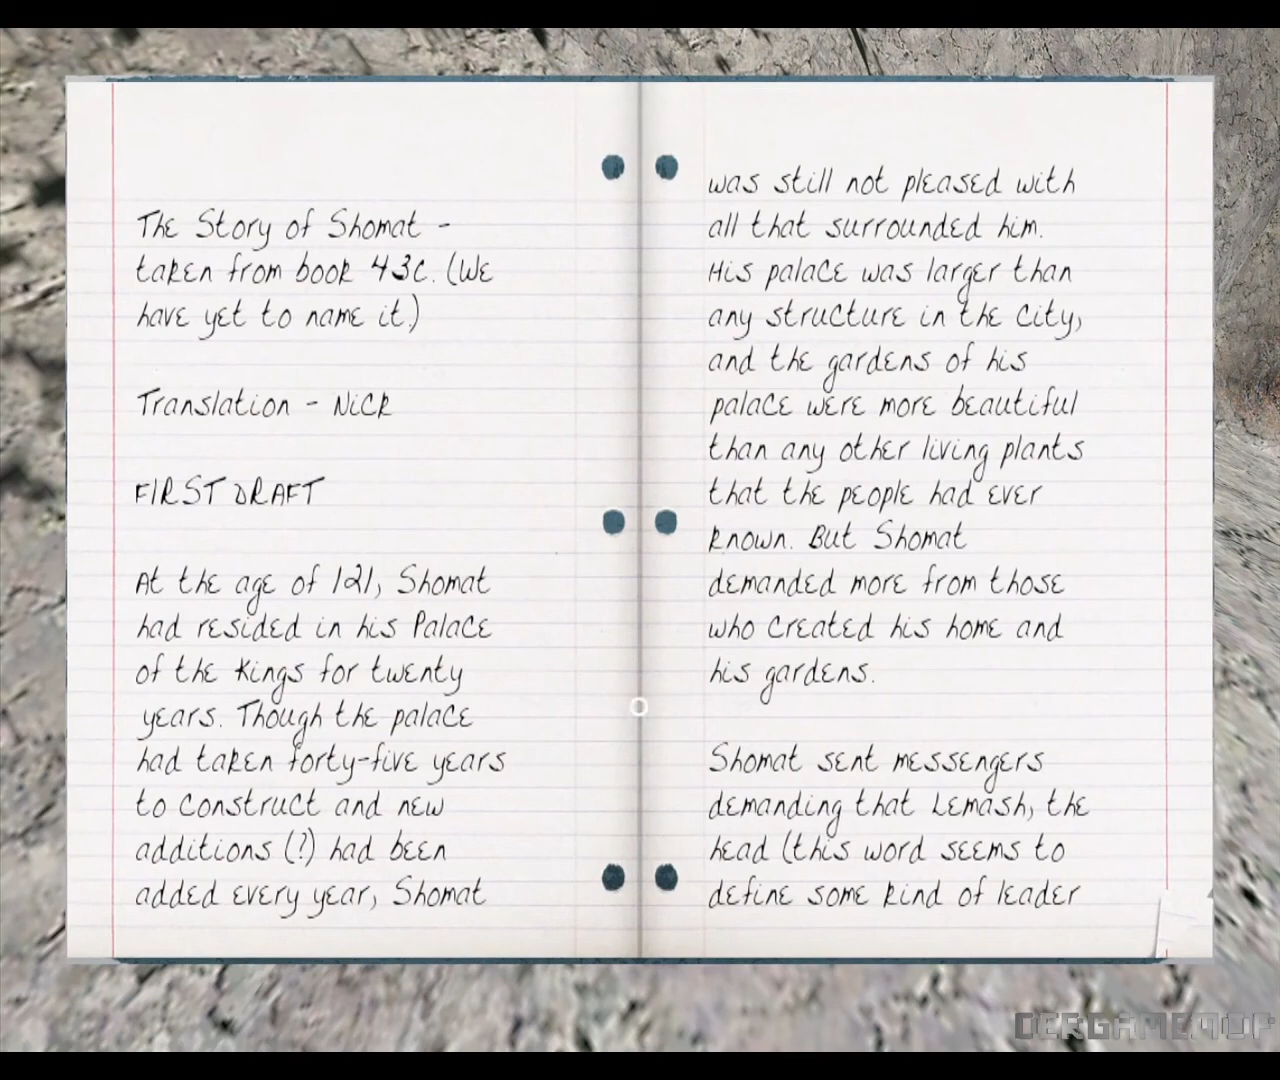 The Story of Shomat -
taken from book 43C. (We
have yet to name it.)
Translation - Nick
FIRST DRAFT
At the age of 121, Shomat
had resided in his Palace
of the Kings for twenty
years. Though the palace
had taken forty-five years
to construct and new
additions (?) had been
added every year, Shomat
was still not pleased with
all that surrounded him.
His palace was larger than
any structure in the city,
and the gardens of his
palace were more beautiful
than any other living plants
that the people had ever
known. But Shomat
demanded more from those
who created his home and
his gardens.
Shomat sent messengers
demanding that Lemash, the
head (this word seems to
define some kind of leader
DERGAMEMOP